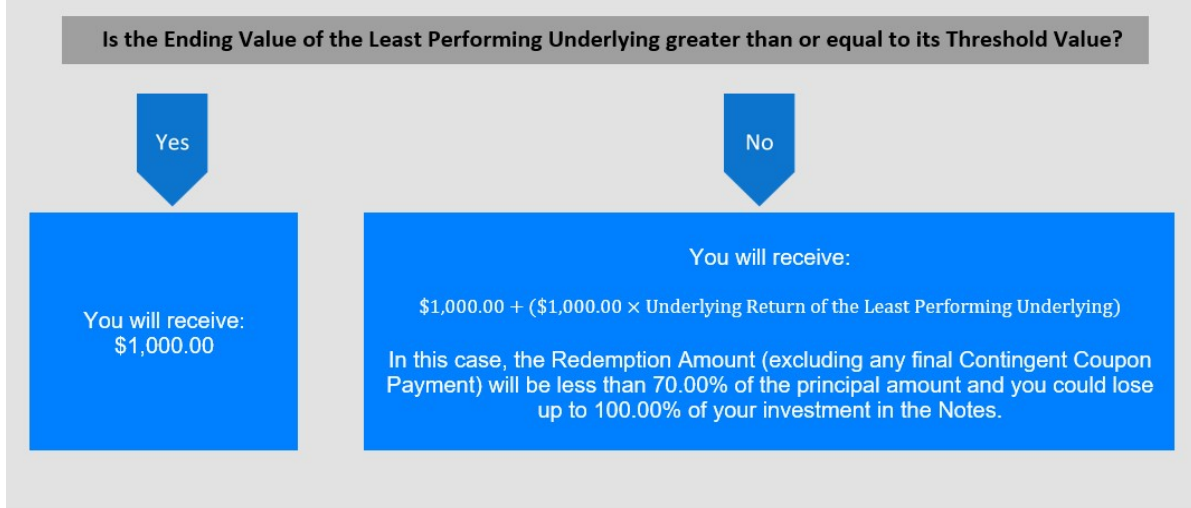 Is the Ending Value of the Least Performing Underlying greater than or equal to its Threshold Value?
Yes
No
You will receive:
$1,000.00
You will receive:
$1,000.00 + ($1,000.00 × Underlying Return of the Least Performing Underlying)
In this case, the Redemption Amount (excluding any final Contingent Coupon
Payment) will be less than 70.00% of the principal amount and you could lose
up to 100.00% of your investment in the Notes.